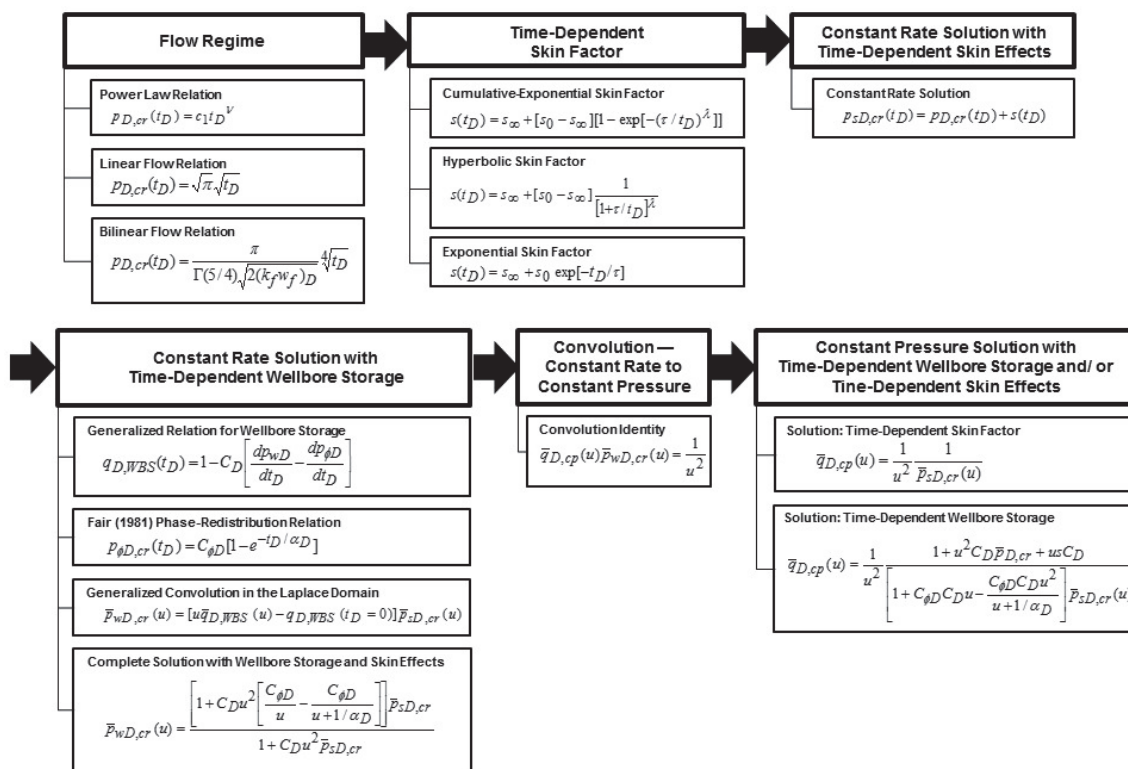 Flow Regime
Power Law Relation
p_{D,cr}(t_D) = c_1 t_D^V
Linear Flow Relation
p_{D,cr}(t_D) = √π √t_D
Bilinear Flow Relation
p_{D,cr}(t_D) = π / (Γ(5/4) √(2(k_f w_f)_D)) ∜t_D
Time-Dependent
Skin Factor
Cumulative-Exponential Skin Factor
s(t_D) = s_∞ + [s_0 − s_∞][1 − exp[−(τ / t_D)^λ]]
Hyperbolic Skin Factor
s(t_D) = s_∞ + [s_0 − s_∞] 1 / [1+τ/t_D]^λ
Exponential Skin Factor
s(t_D) = s_∞ + s_0 exp[−t_D/τ]
Constant Rate Solution with
Time-Dependent Skin Effects
Constant Rate Solution
p_{sD,cr}(t_D) = p_{D,cr}(t_D) + s(t_D)
Constant Rate Solution with
Time-Dependent Wellbore Storage
Generalized Relation for Wellbore Storage
q_{D,WBS}(t_D) = 1 − C_D [dp_{wD}/dt_D − dp_{ϕD}/dt_D]
Fair (1981) Phase-Redistribution Relation
p_{ϕD,cr}(t_D) = C_{ϕD}[1 − e^{−t_D / α_D}]
Generalized Convolution in the Laplace Domain
p̄_{wD,cr}(u) = [u q̄_{D,WBS}(u) − q_{D,WBS}(t_D = 0)] p̄_{sD,cr}(u)
Complete Solution with Wellbore Storage and Skin Effects
p̄_{wD,cr}(u) = [1 + C_D u^2 [C_{ϕD}/u − C_{ϕD}/(u+1/α_D)]] p̄_{sD,cr} / (1 + C_D u^2 p̄_{sD,cr})
Convolution —
Constant Rate to
Constant Pressure
Convolution Identity
q̄_{D,cp}(u) p̄_{wD,cr}(u) = 1/u^2
Constant Pressure Solution with
Time-Dependent Wellbore Storage and/ or
Tine-Dependent Skin Effects
Solution: Time-Dependent Skin Factor
q̄_{D,cp}(u) = 1/u^2 1/p̄_{sD,cr}(u)
Solution: Time-Dependent Wellbore Storage
q̄_{D,cp}(u) = 1/u^2 (1 + u^2 C_D p̄_{D,cr} + usC_D) / ([1 + C_{ϕD} C_D u − C_{ϕD} C_D u^2/(u + 1/α_D)] p̄_{sD,cr}(u)